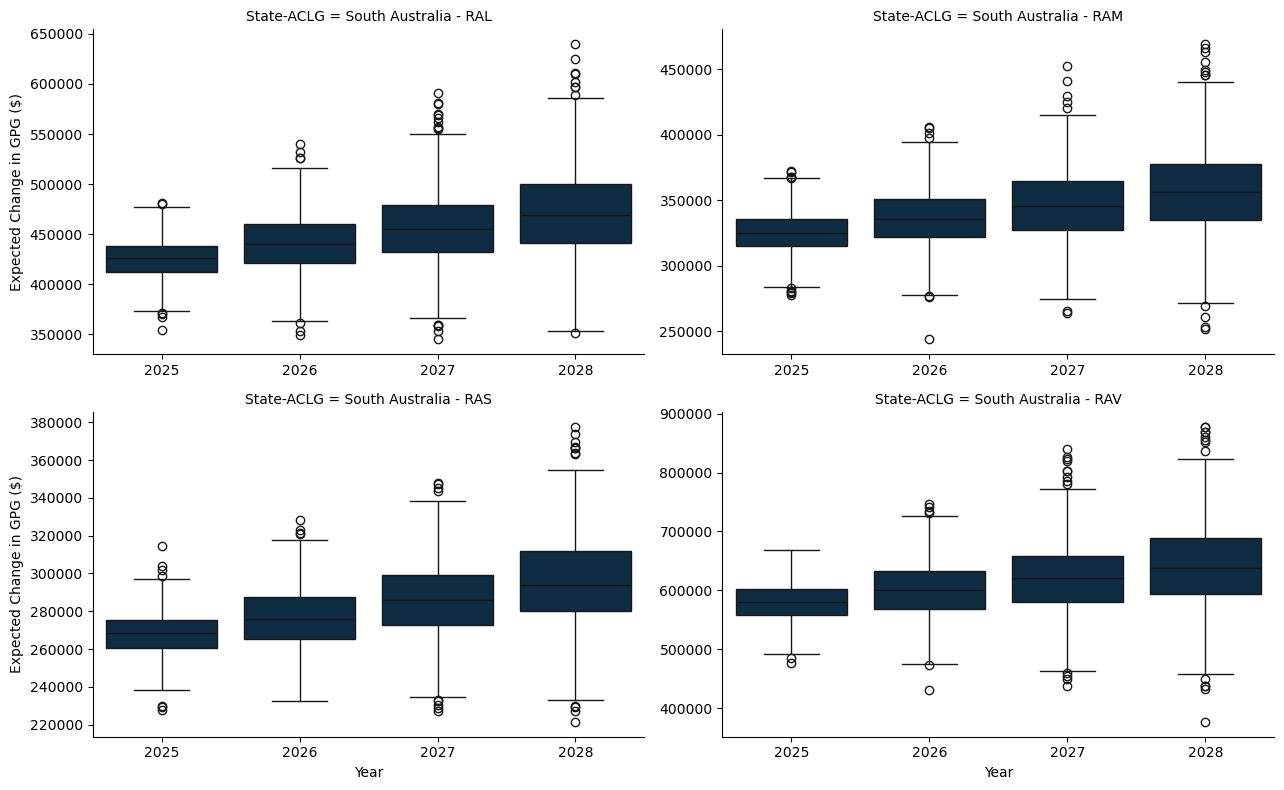 State-ACLG = South Australia - RAL
Expected Change in GPG ($)
650000
600000
550000
500000
450000
400000
350000
2025 2026 2027 2028
State-ACLG = South Australia - RAM
450000
400000
350000
300000
250000
2025 2026 2027 2028
State-ACLG = South Australia - RAS
Expected Change in GPG ($)
380000
360000
340000
320000
300000
280000
260000
240000
220000
2025 2026 2027 2028
Year
State-ACLG = South Australia - RAV
900000
800000
700000
600000
500000
400000
2025 2026 2027 2028
Year